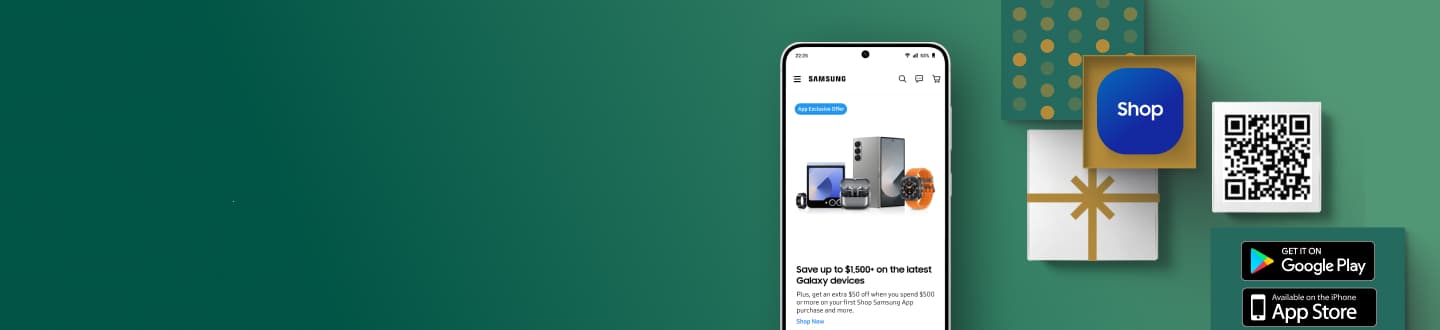 22:26
62%
SAMSUNG
App Exclusive Offer
Save up to $1,500+ on the latest
Galaxy devices
Plus, get an extra $50 off when you spend $500
or more on your first Shop Samsung App
purchase and more.
Shop Now
Shop
GET IT ON
Google Play
Available on the iPhone
App Store